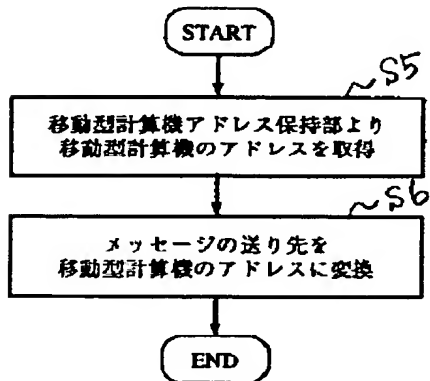 START
S5
移動型計算機アドレス保持部より
移動型計算機のアドレスを取得
S6
メッセージの送り先を
移動型計算機のアドレスに変換
END